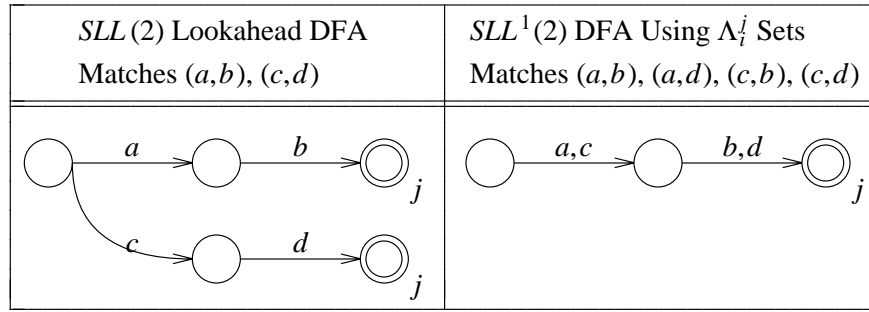 SLL(2) Lookahead DFA
Matches (a,b), (c,d)
SLL¹(2) DFA Using Λᵢʲ Sets
Matches (a,b), (a,d), (c,b), (c,d)
a b
j
c d
j
a,c b,d
j